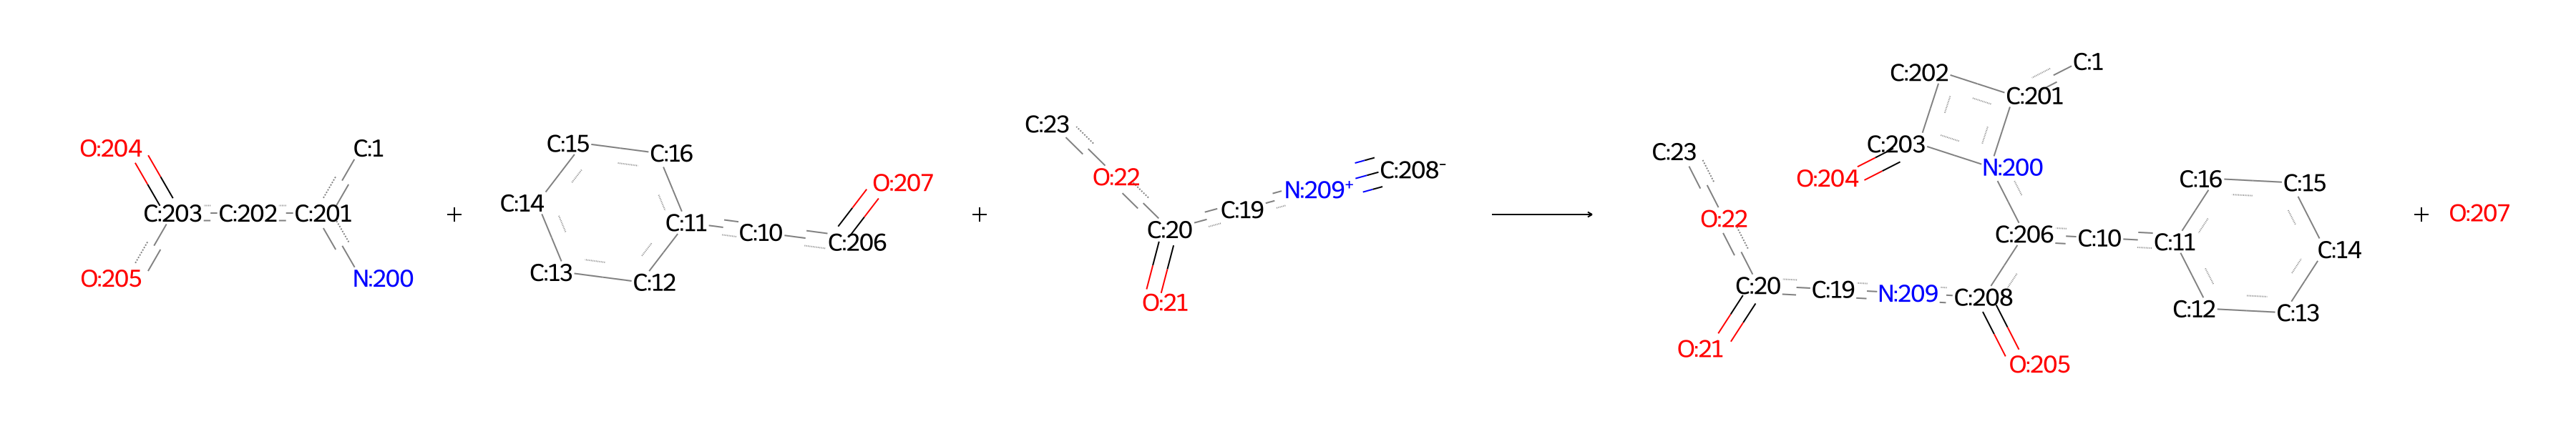 O:204 C:1
C:203 C:202 C:201
O:205 N:200
+
C:15 C:16
C:14 C:11 C:10 C:206 O:207
C:13 C:12
+
C:23
O:22
C:20 C:19 N:209+ C:208-
O:21
C:202 C:201 C:1
C:203 N:200
O:204
C:23
O:22
C:20 C:19 N:209 C:208
O:21 O:205
C:206 C:10 C:11
C:16 C:15
C:14
C:12 C:13
+ O:207